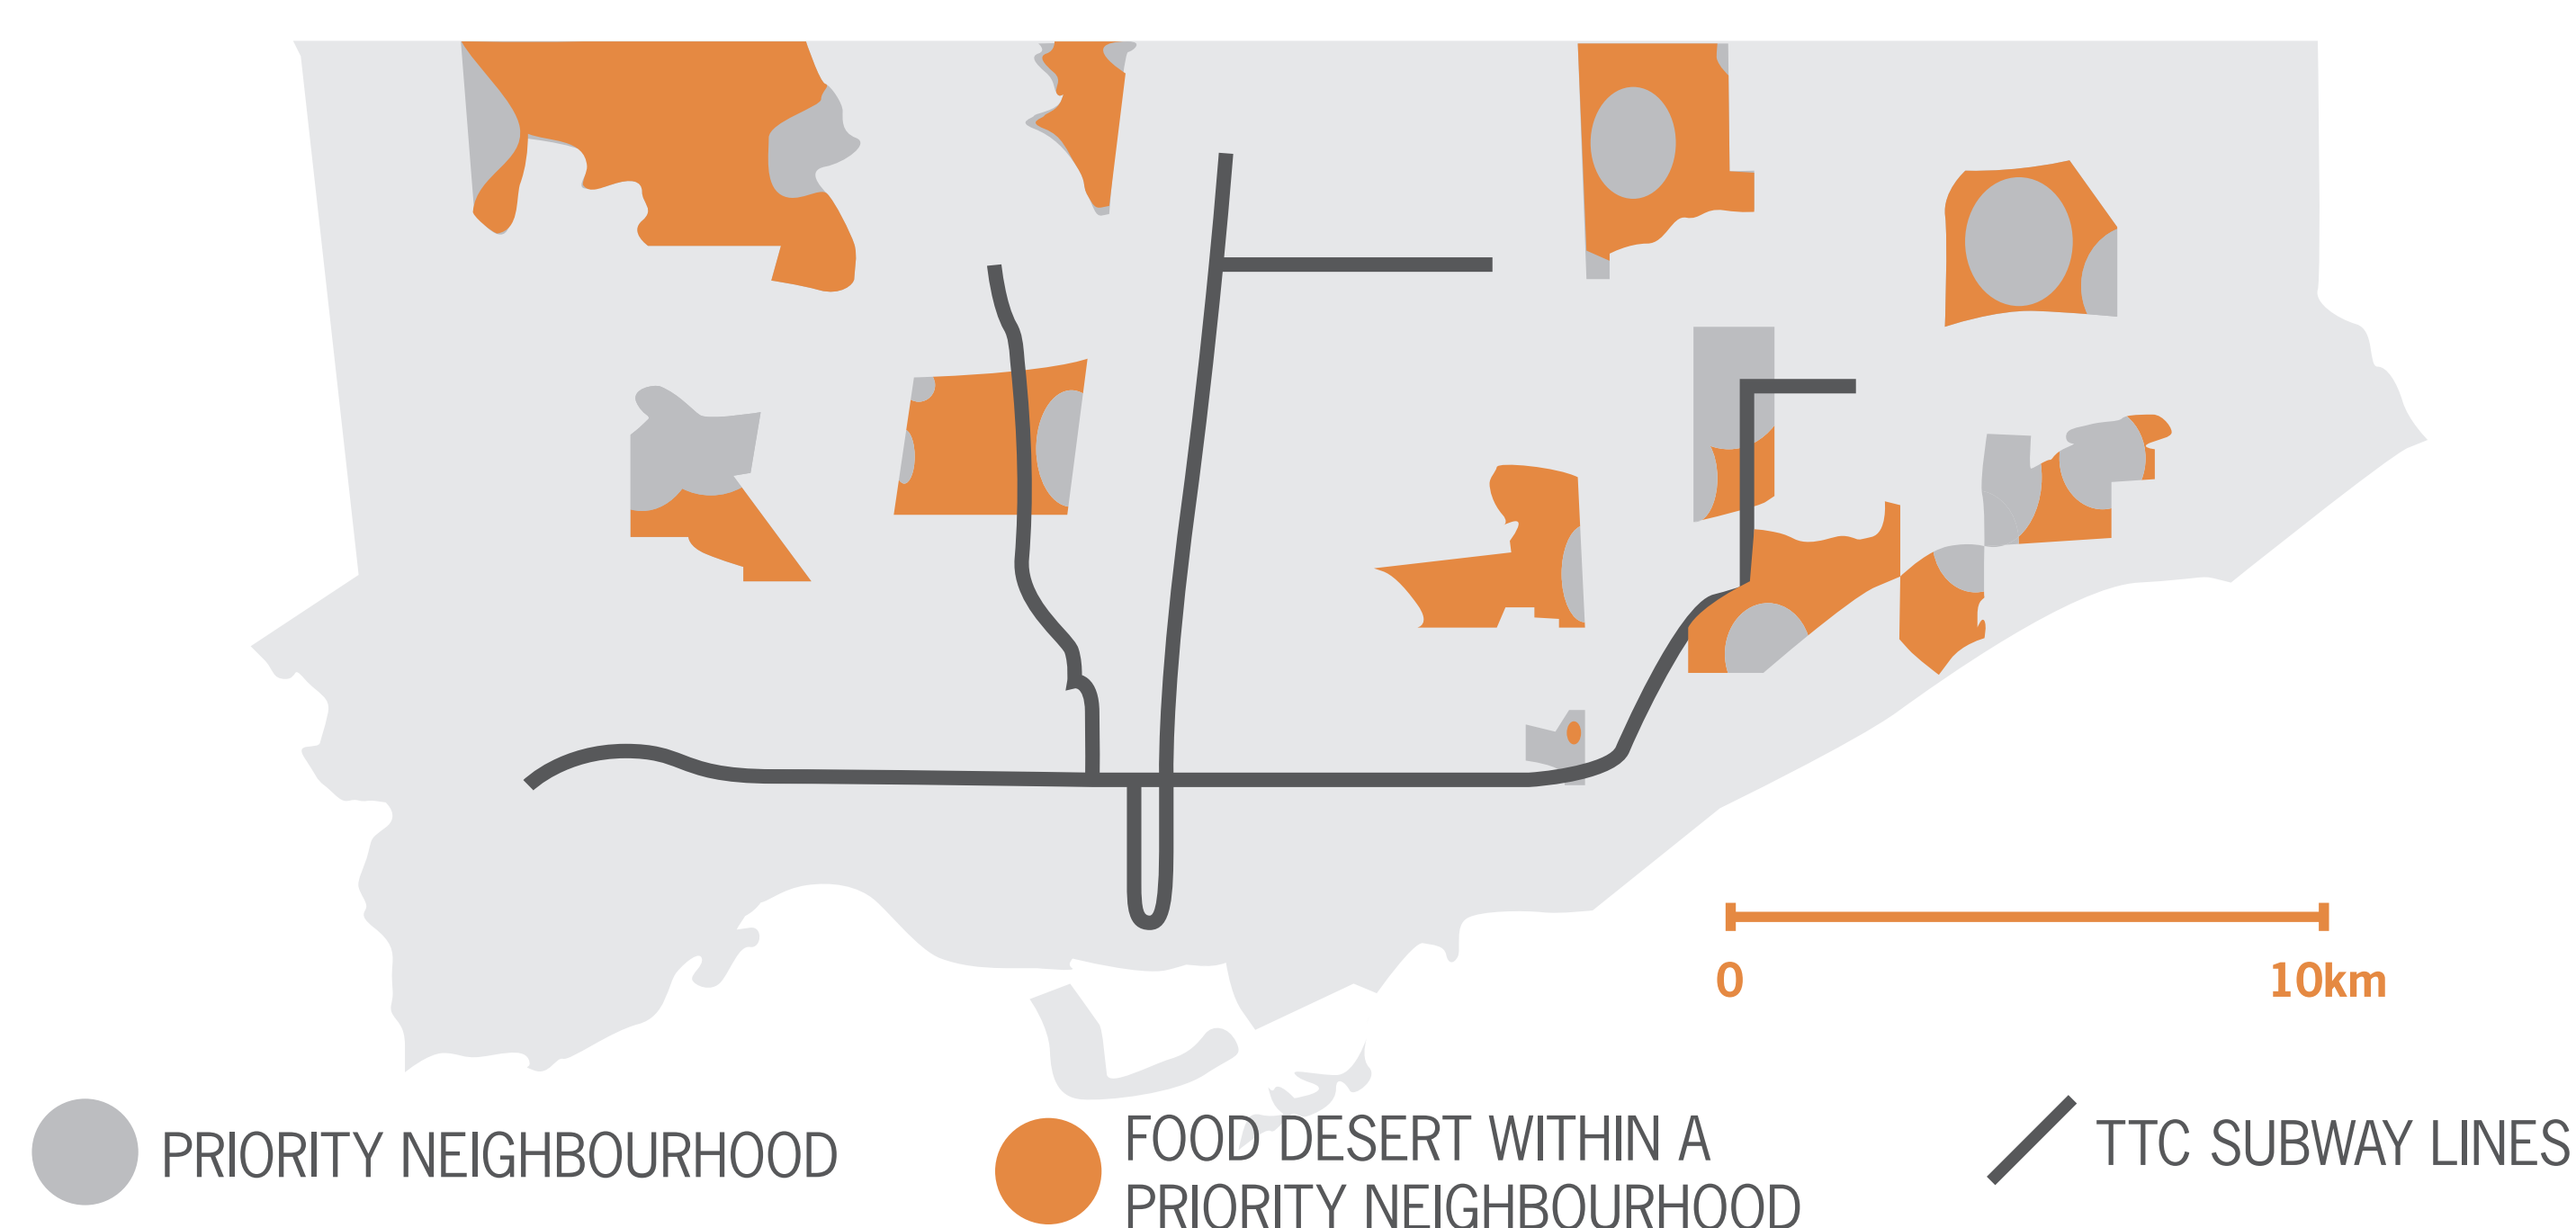 0
10km
PRIORITY NEIGHBOURHOOD
FOOD DESERT WITHIN A
PRIORITY NEIGHBOURHOOD
TTC SUBWAY LINES